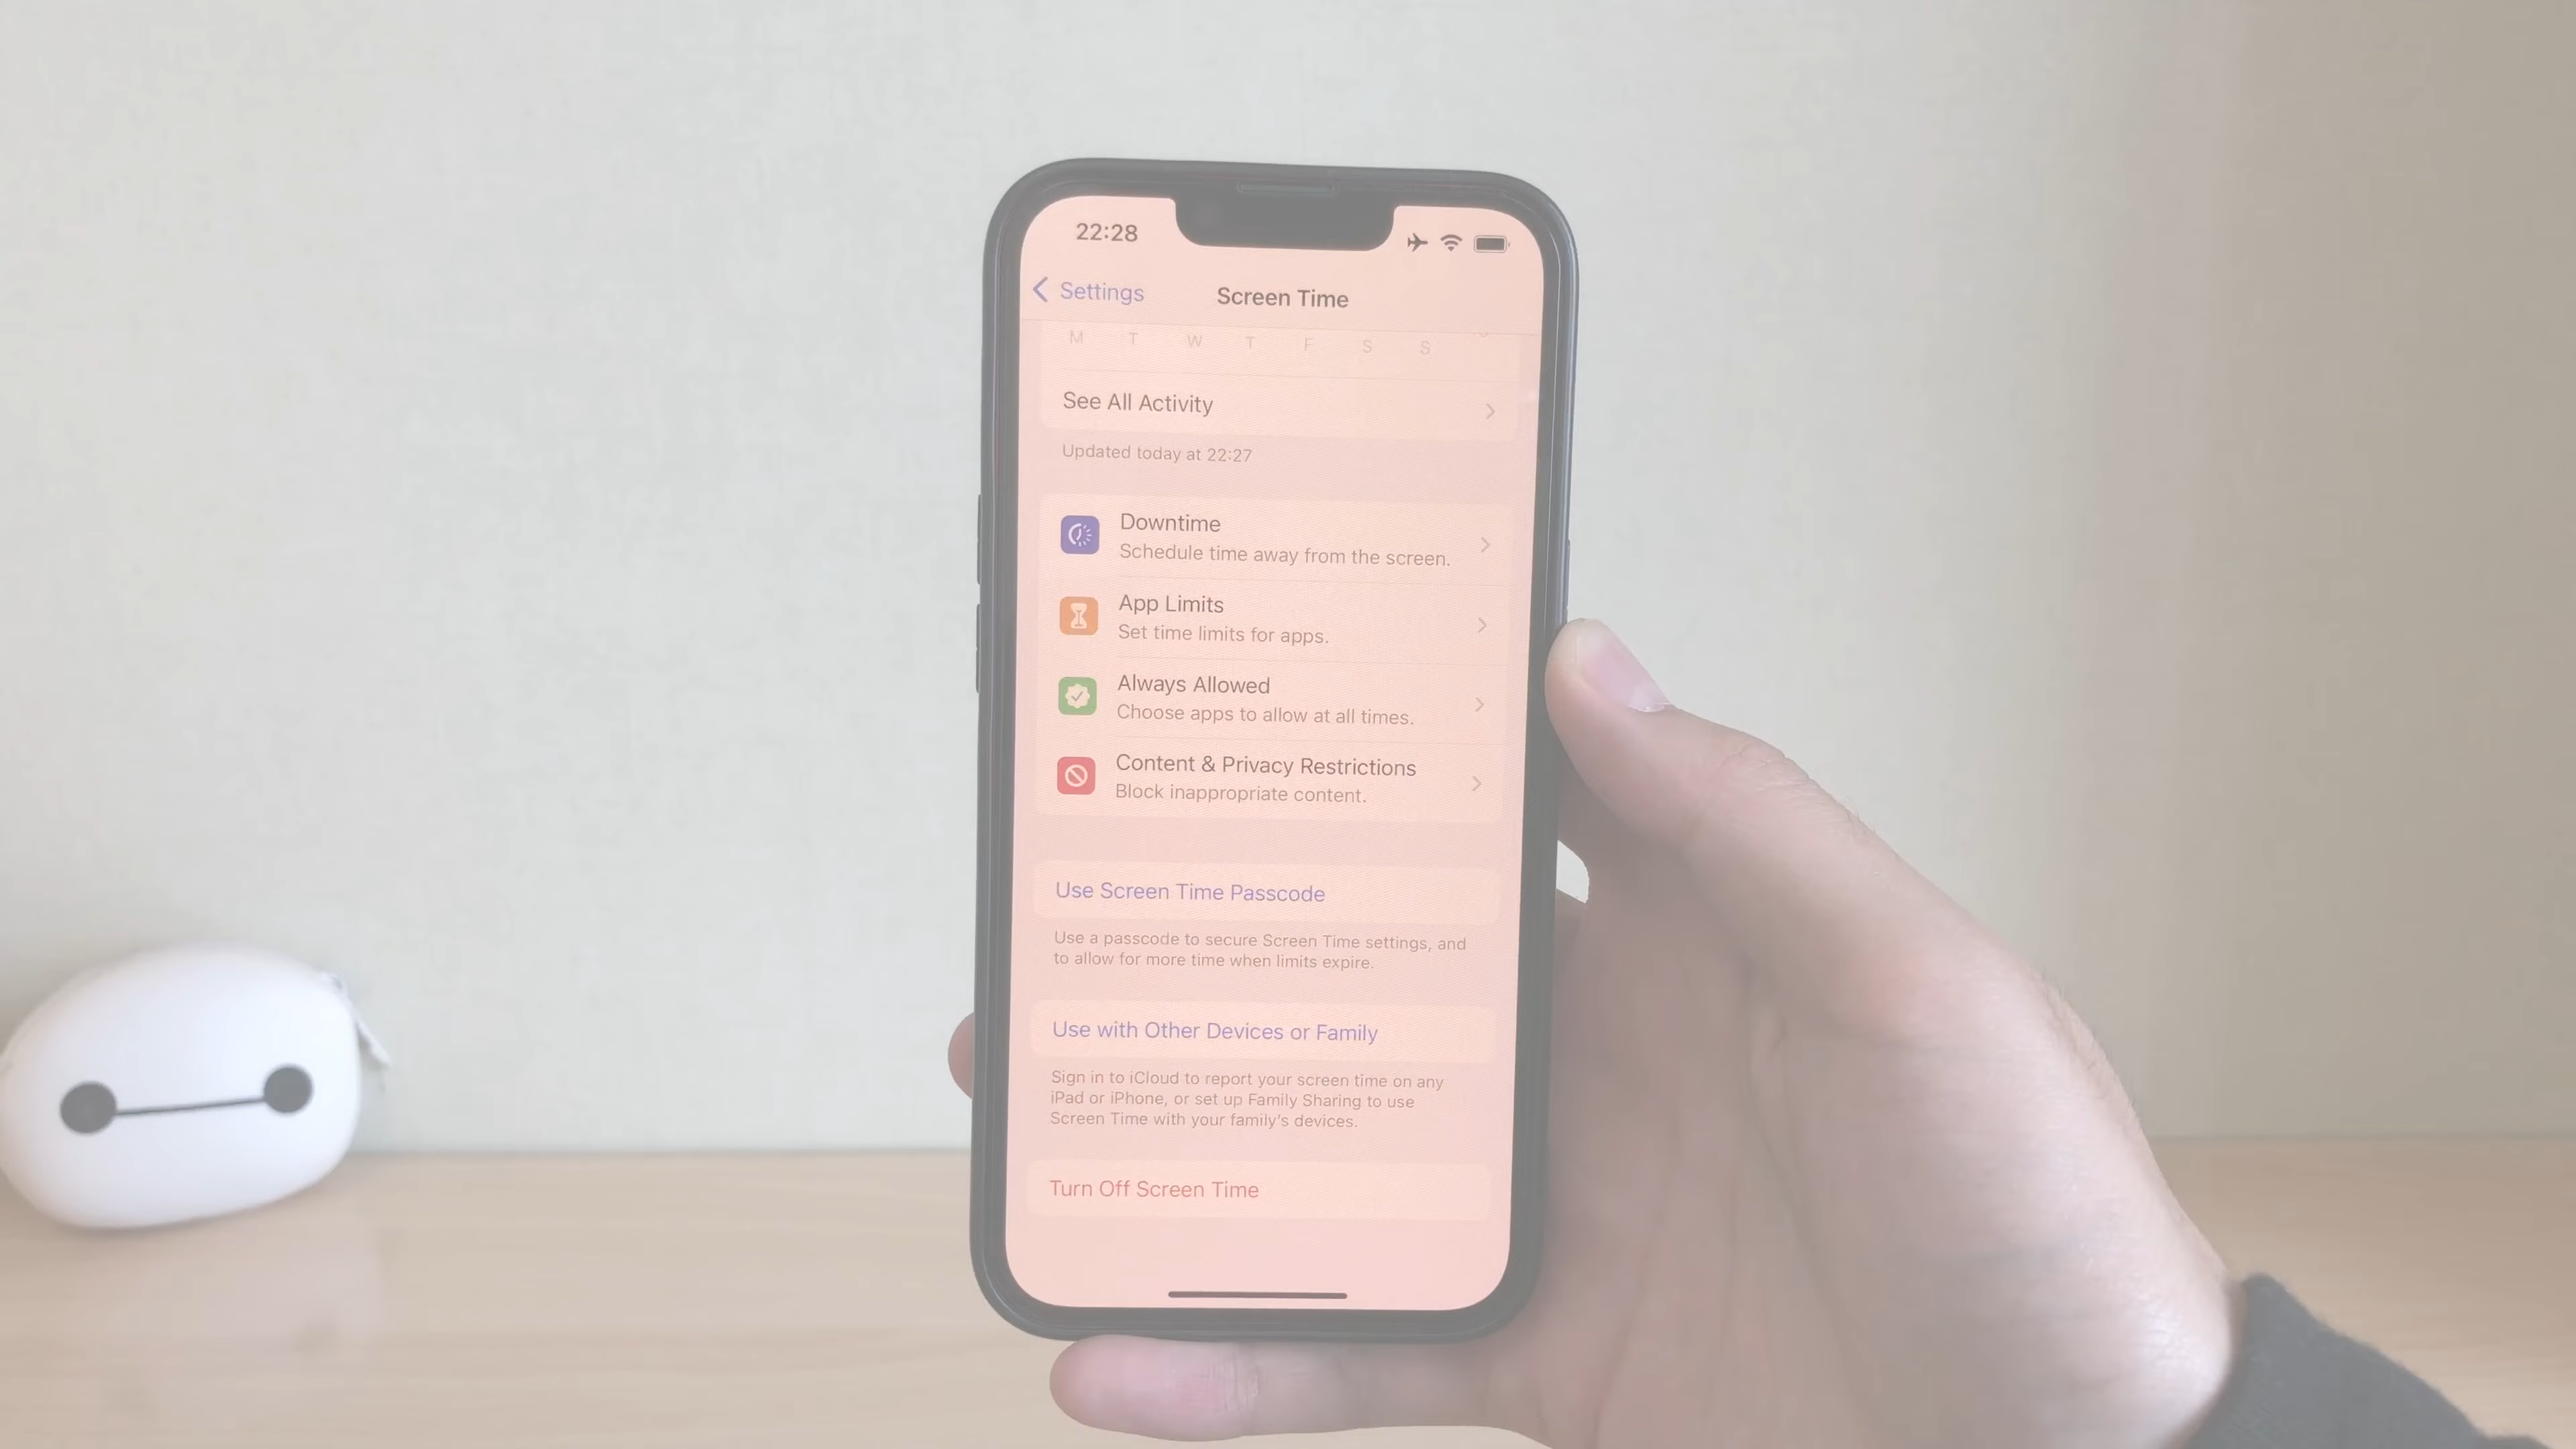 22:28
Settings
Screen Time
M T W T F S S
See All Activity
Updated today at 22:27
Downtime
Schedule time away from the screen.
App Limits
Set time limits for apps.
Always Allowed
Choose apps to allow at all times.
Content & Privacy Restrictions
Block inappropriate content.
Use Screen Time Passcode
Use a passcode to secure Screen Time settings, and
to allow for more time when limits expire.
Use with Other Devices or Family
Sign in to iCloud to report your screen time on any
iPad or iPhone, or set up Family Sharing to use
Screen Time with your family's devices.
Turn Off Screen Time